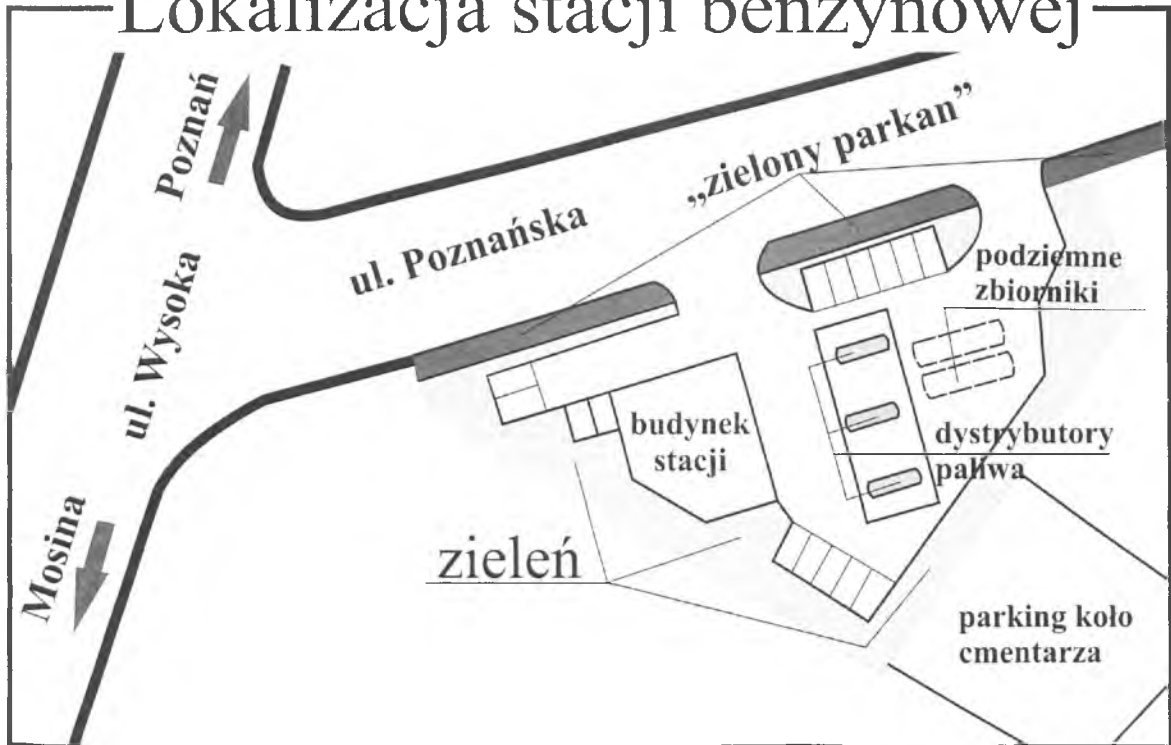 Lokalizacja stacji benzynowej
Poznań
„zielony parkan”
ul. Poznańska
ul. Wysoka
podziemne
zbiorniki
budynek
stacji
dystrybutory
paliwa
Mosina
zieleń
parking koło
cmentarza